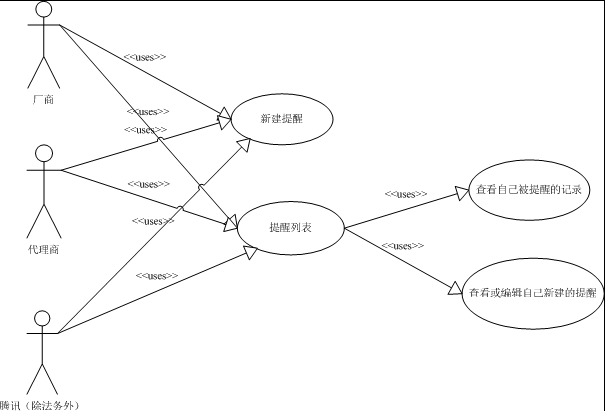 <<uses>>
厂商
<<uses>>
新建提醒
<<uses>>
<<uses>>
查看自己被提醒的记录
<<uses>>
<<uses>>
提醒列表
代理商
<<uses>>
<<uses>>
查看或编辑自己新建的提醒
腾讯（除法务外）